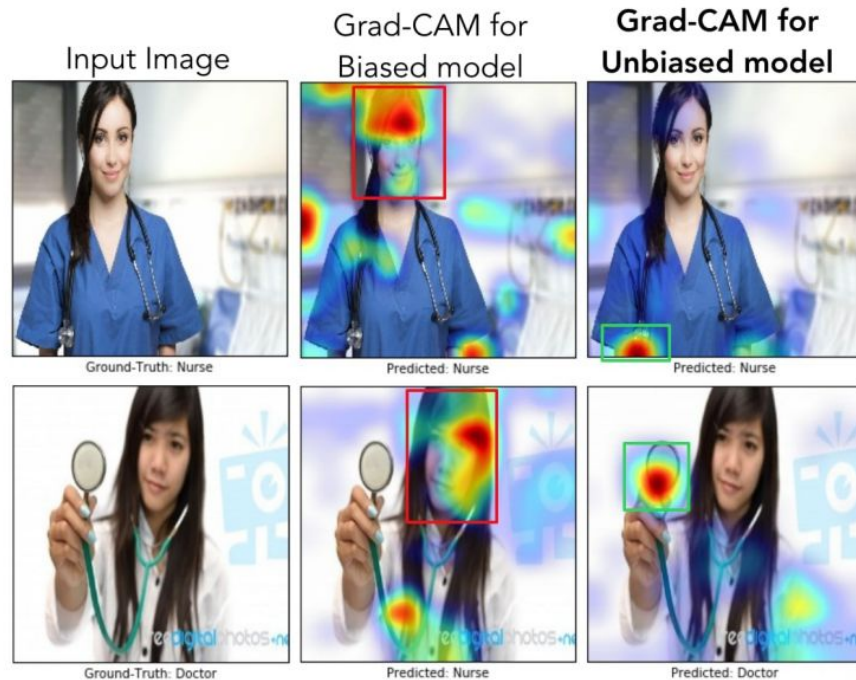 Input Image
Grad-CAM for
Biased model
Grad-CAM for
Unbiased model
Ground-Truth: Nurse
Predicted: Nurse
Predicted: Nurse
Ground-Truth: Doctor
Predicted: Nurse
Predicted: Doctor